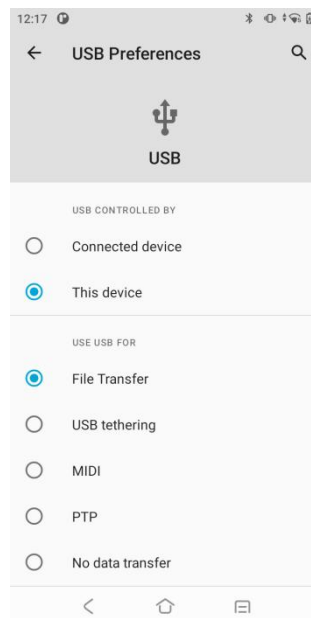 12:17
USB Preferences
USB
USB CONTROLLED BY
Connected device
This device
USE USB FOR
File Transfer
USB tethering
MIDI
PTP
No data transfer